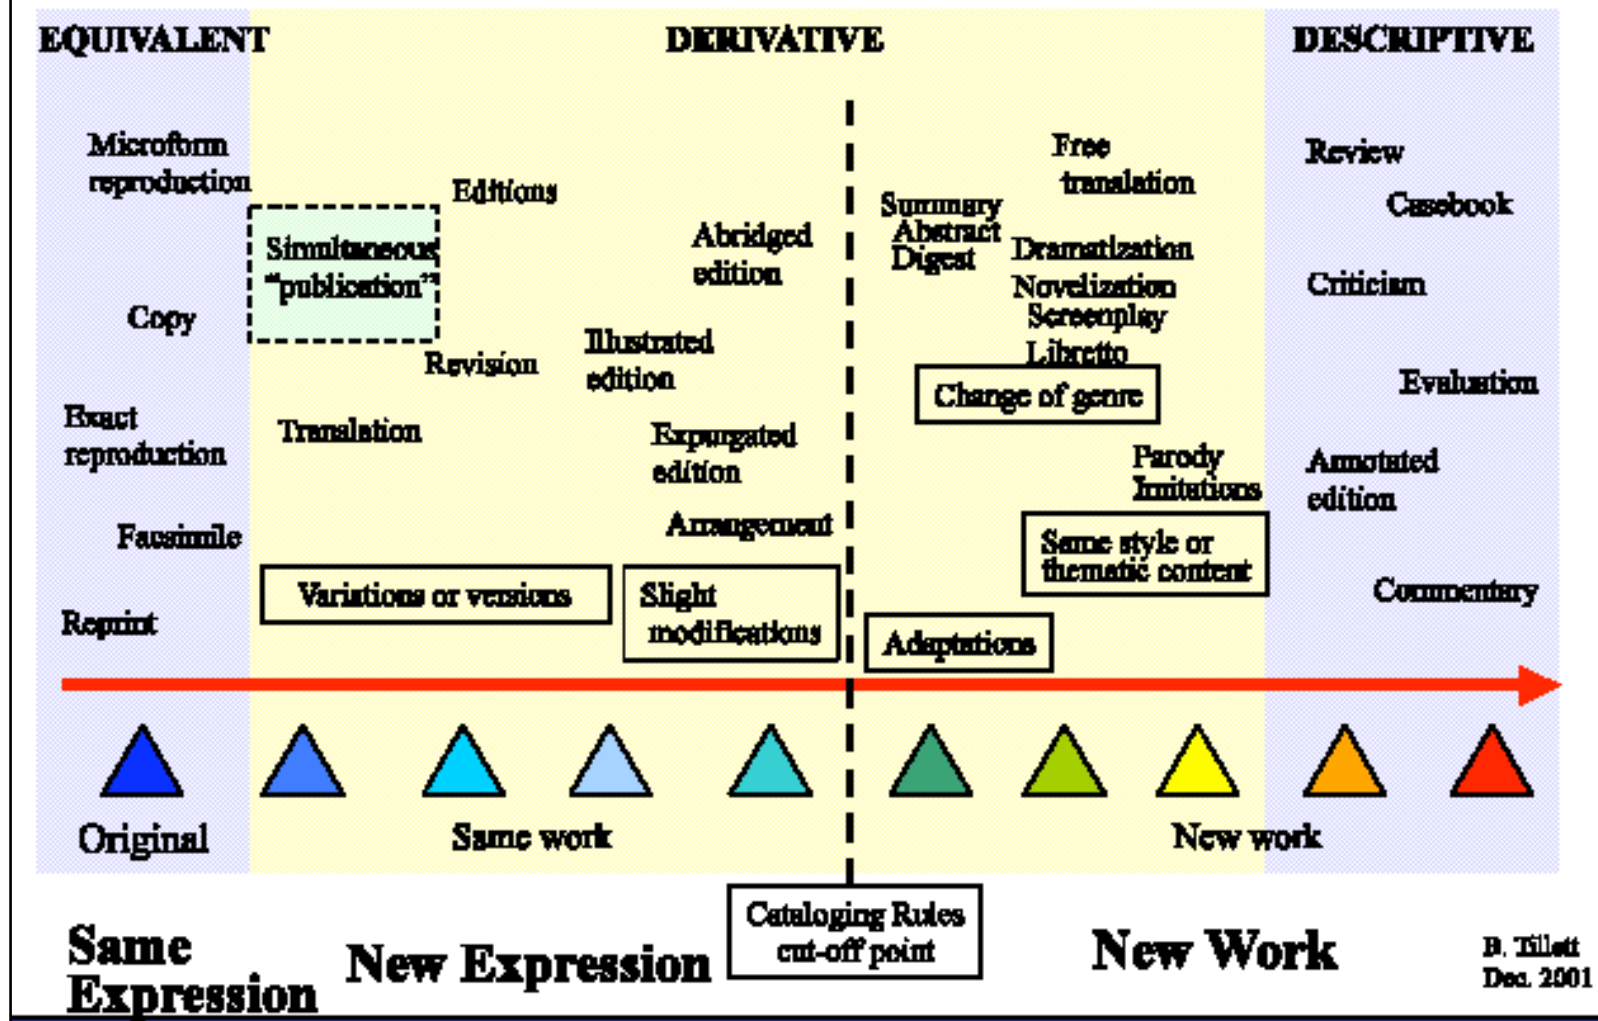 EQUIVALENT
DERIVATIVE
DESCRIPTIVE
Microform
reproduction
Copy
Exact
reproduction
Facsimile
Reprint
Simultaneous
“publication”
Editions
Revision
Translation
Illustrated
edition
Abridged
edition
Expurgated
edition
Arrangement
Variations or versions
Slight
modifications
Free
translation
Summary
Abstract
Digest
Dramatization
Novelization
Screenplay
Libretto
Change of genre
Parody
Imitations
Same style or
thematic content
Adaptations
Review
Casebook
Criticism
Evaluation
Annotated
edition
Commentary
Original
Same work
New work
Same
Expression
New Expression
Cataloging Rules
cut-off point
New Work
B. Tillett
Dec. 2001